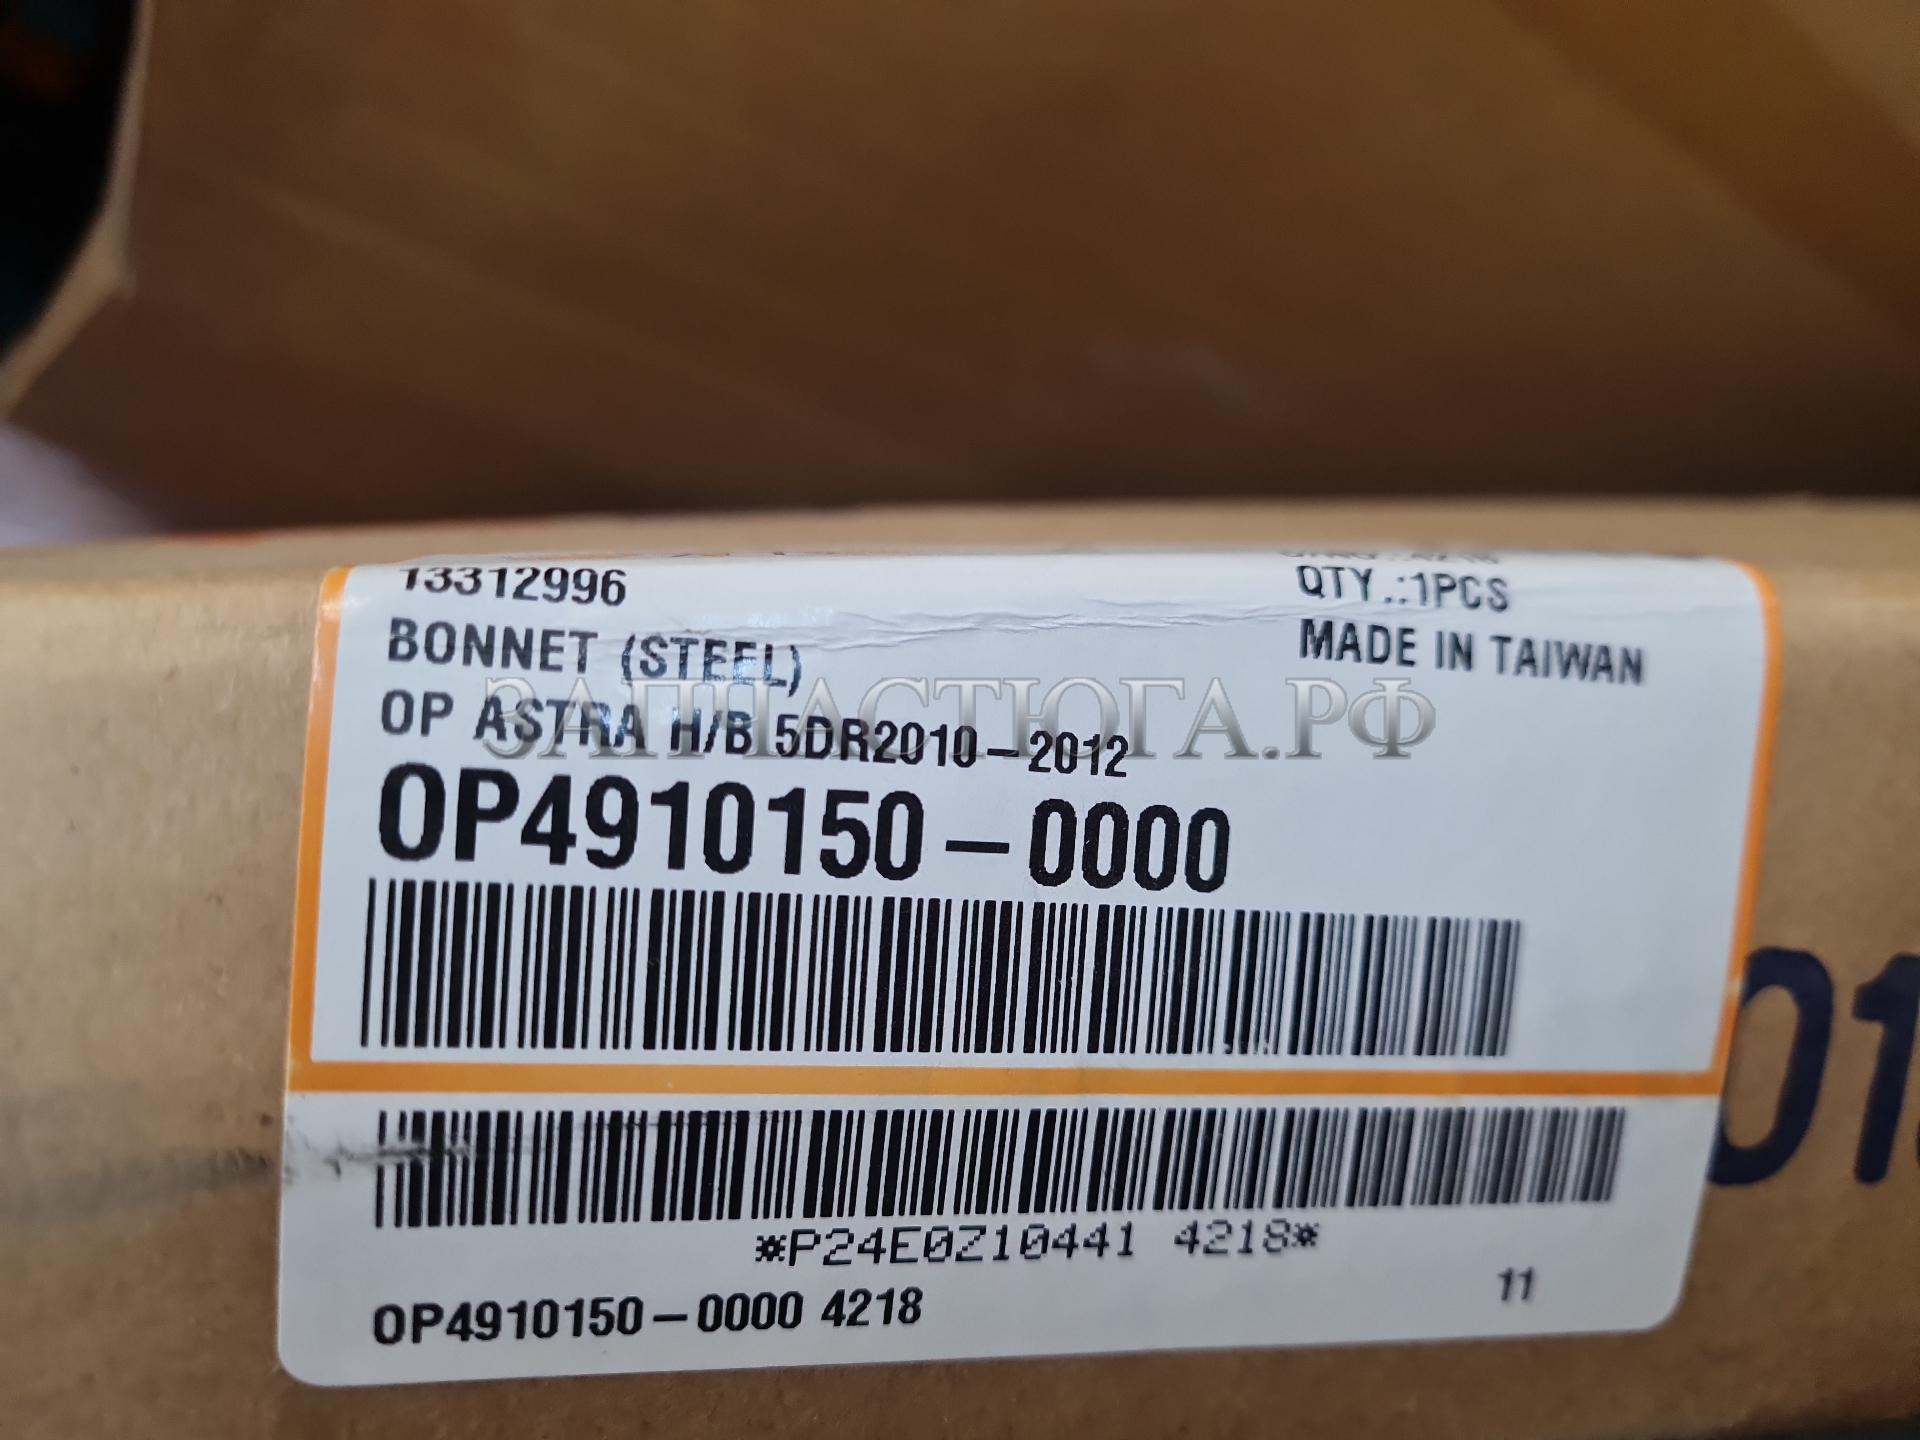 13312996
QTY.:1PCS
BONNET (STEEL)
MADE IN TAIWAN
OP ASTRA H/B 5DR2010-2012
ЗАПЧАСТЮГА.РФ
OP4910150-0000
*P24E0Z10441 4218*
OP4910150-0000 4218
11